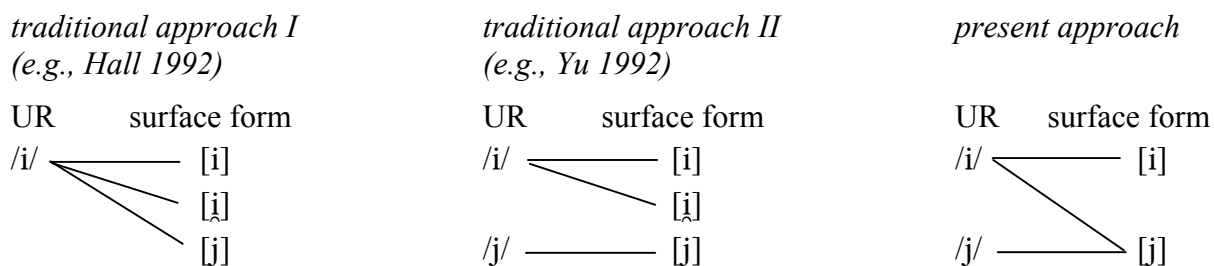 traditional approach I traditional approach II present approach
(e.g., Hall 1992) (e.g., Yu 1992)
UR surface form UR surface form UR surface form
/i/ [i] /i/ [i] /i/ [i]
[i̯] [i̯]
[j] /j/ [j] /j/ [j]